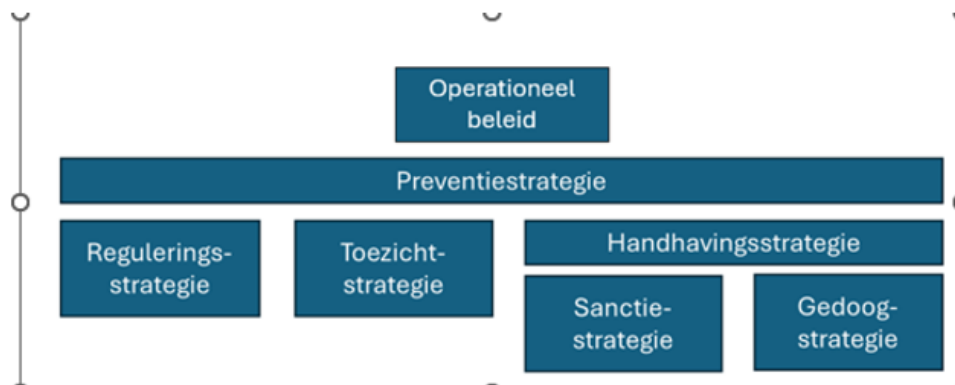 Operationeel
beleid
Preventiestrategie
Regulerings-
strategie
Toezicht-
strategie
Handhavingsstrategie
Sanctie-
strategie
Gedoog-
strategie